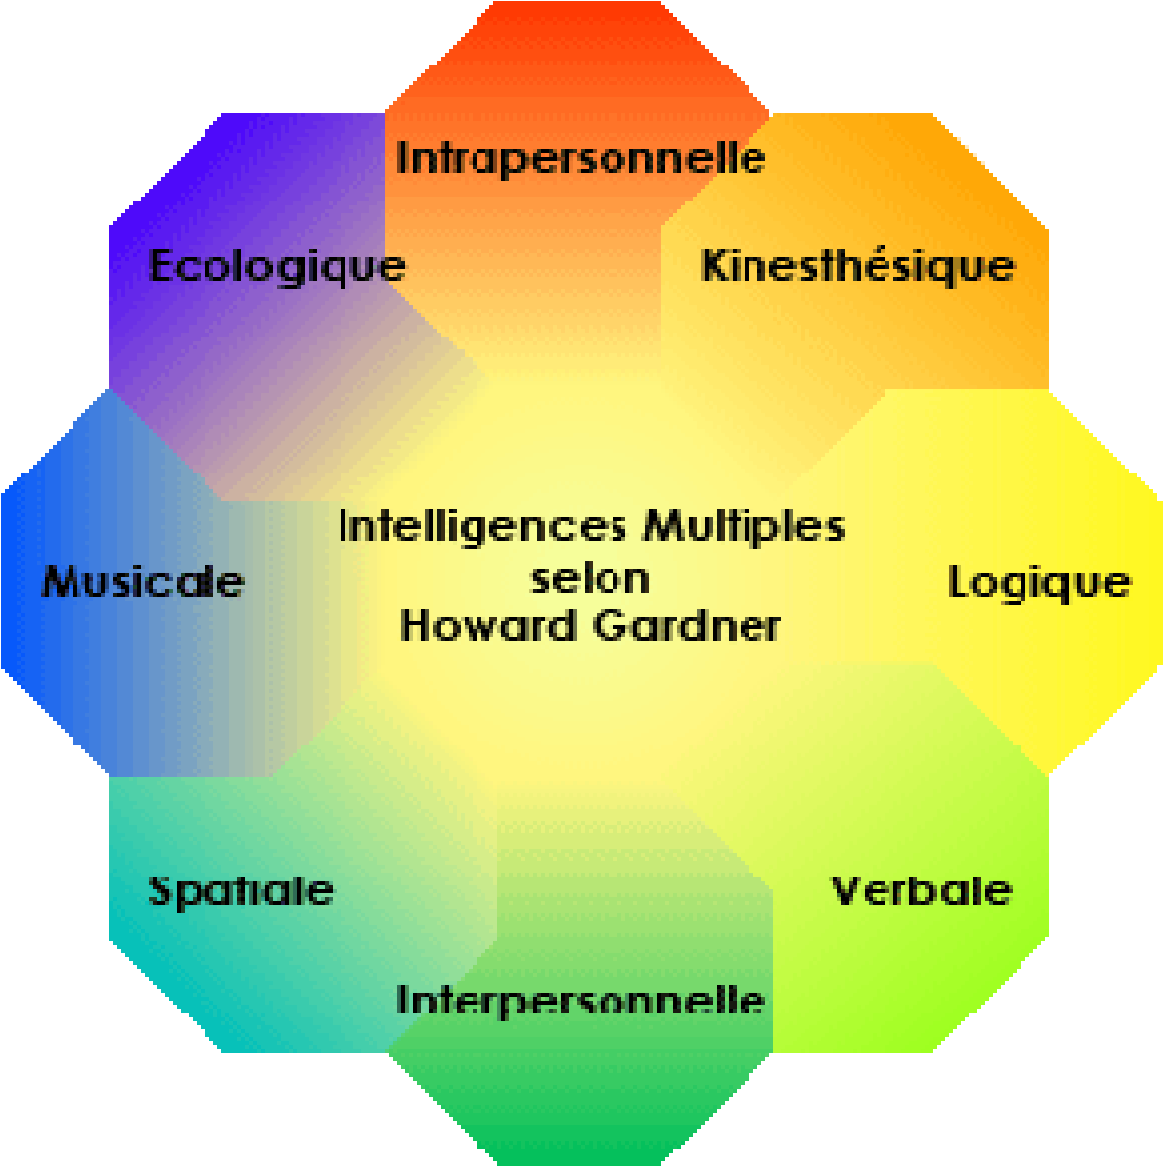 Intrapersonnelle
Ecologique
Kinesthésique
Intelligences Multiples
selon
Howard Gardner
Musicale
Logique
Spatiale
Verbale
Interpersonnelle